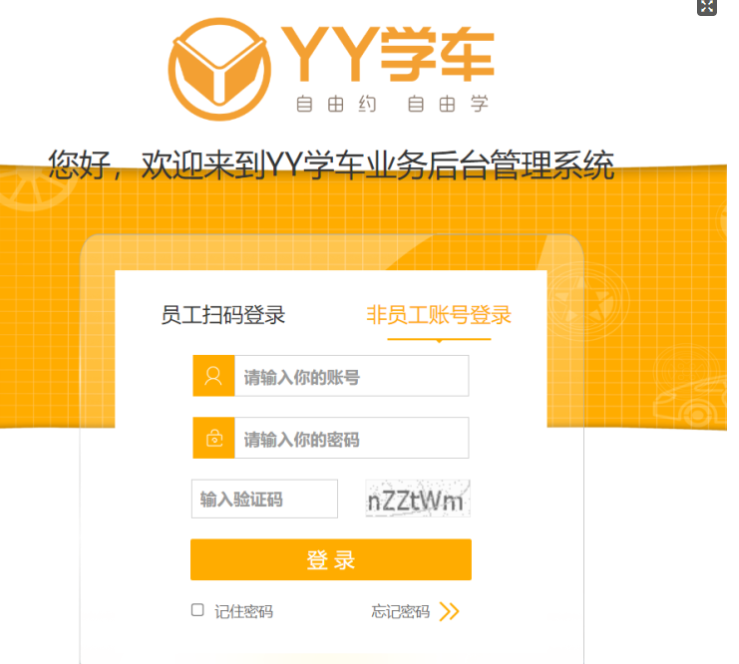 YY学车
自由约 自由学
您好，欢迎来到YY学车业务后台管理系统
员工扫码登录 非员工账号登录
请输入你的账号
请输入你的密码
输入验证码 nZZtWm
登录
记住密码 忘记密码